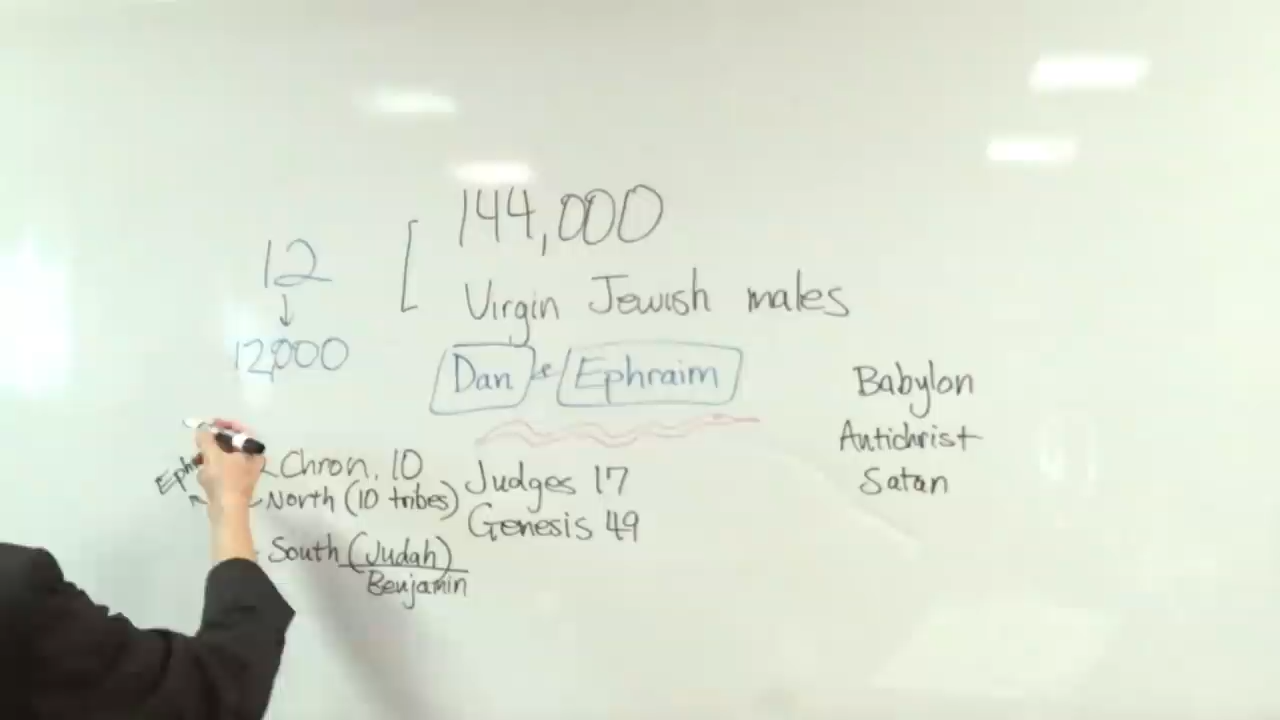 144,000
12
Virgin Jewish males
12,000
Dan & Ephraim
Babylon
Antichrist
Satan
Chron. 10
North (10 tribes)
South (Judah)
Benjamin
Judges 17
Genesis 49